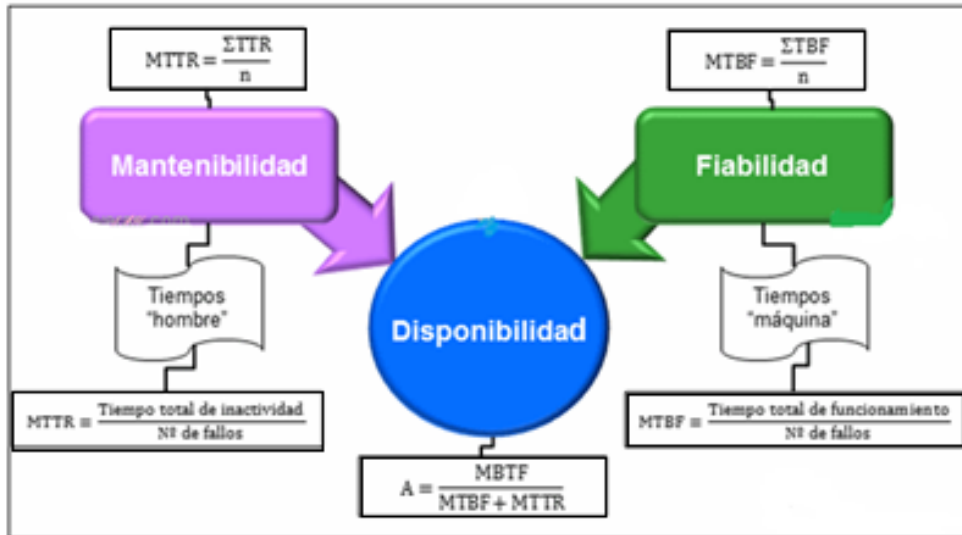 MTTR = ΣTTR / n
MTBF = ΣTBF / n
Mantenibilidad
Fiabilidad
Tiempos
"hombre"
Tiempos
"máquina"
Disponibilidad
MTTR = Tiempo total de inactividad / Nº de fallos
MTBF = Tiempo total de funcionamiento / Nº de fallos
A = MBTF / MTBF + MTTR